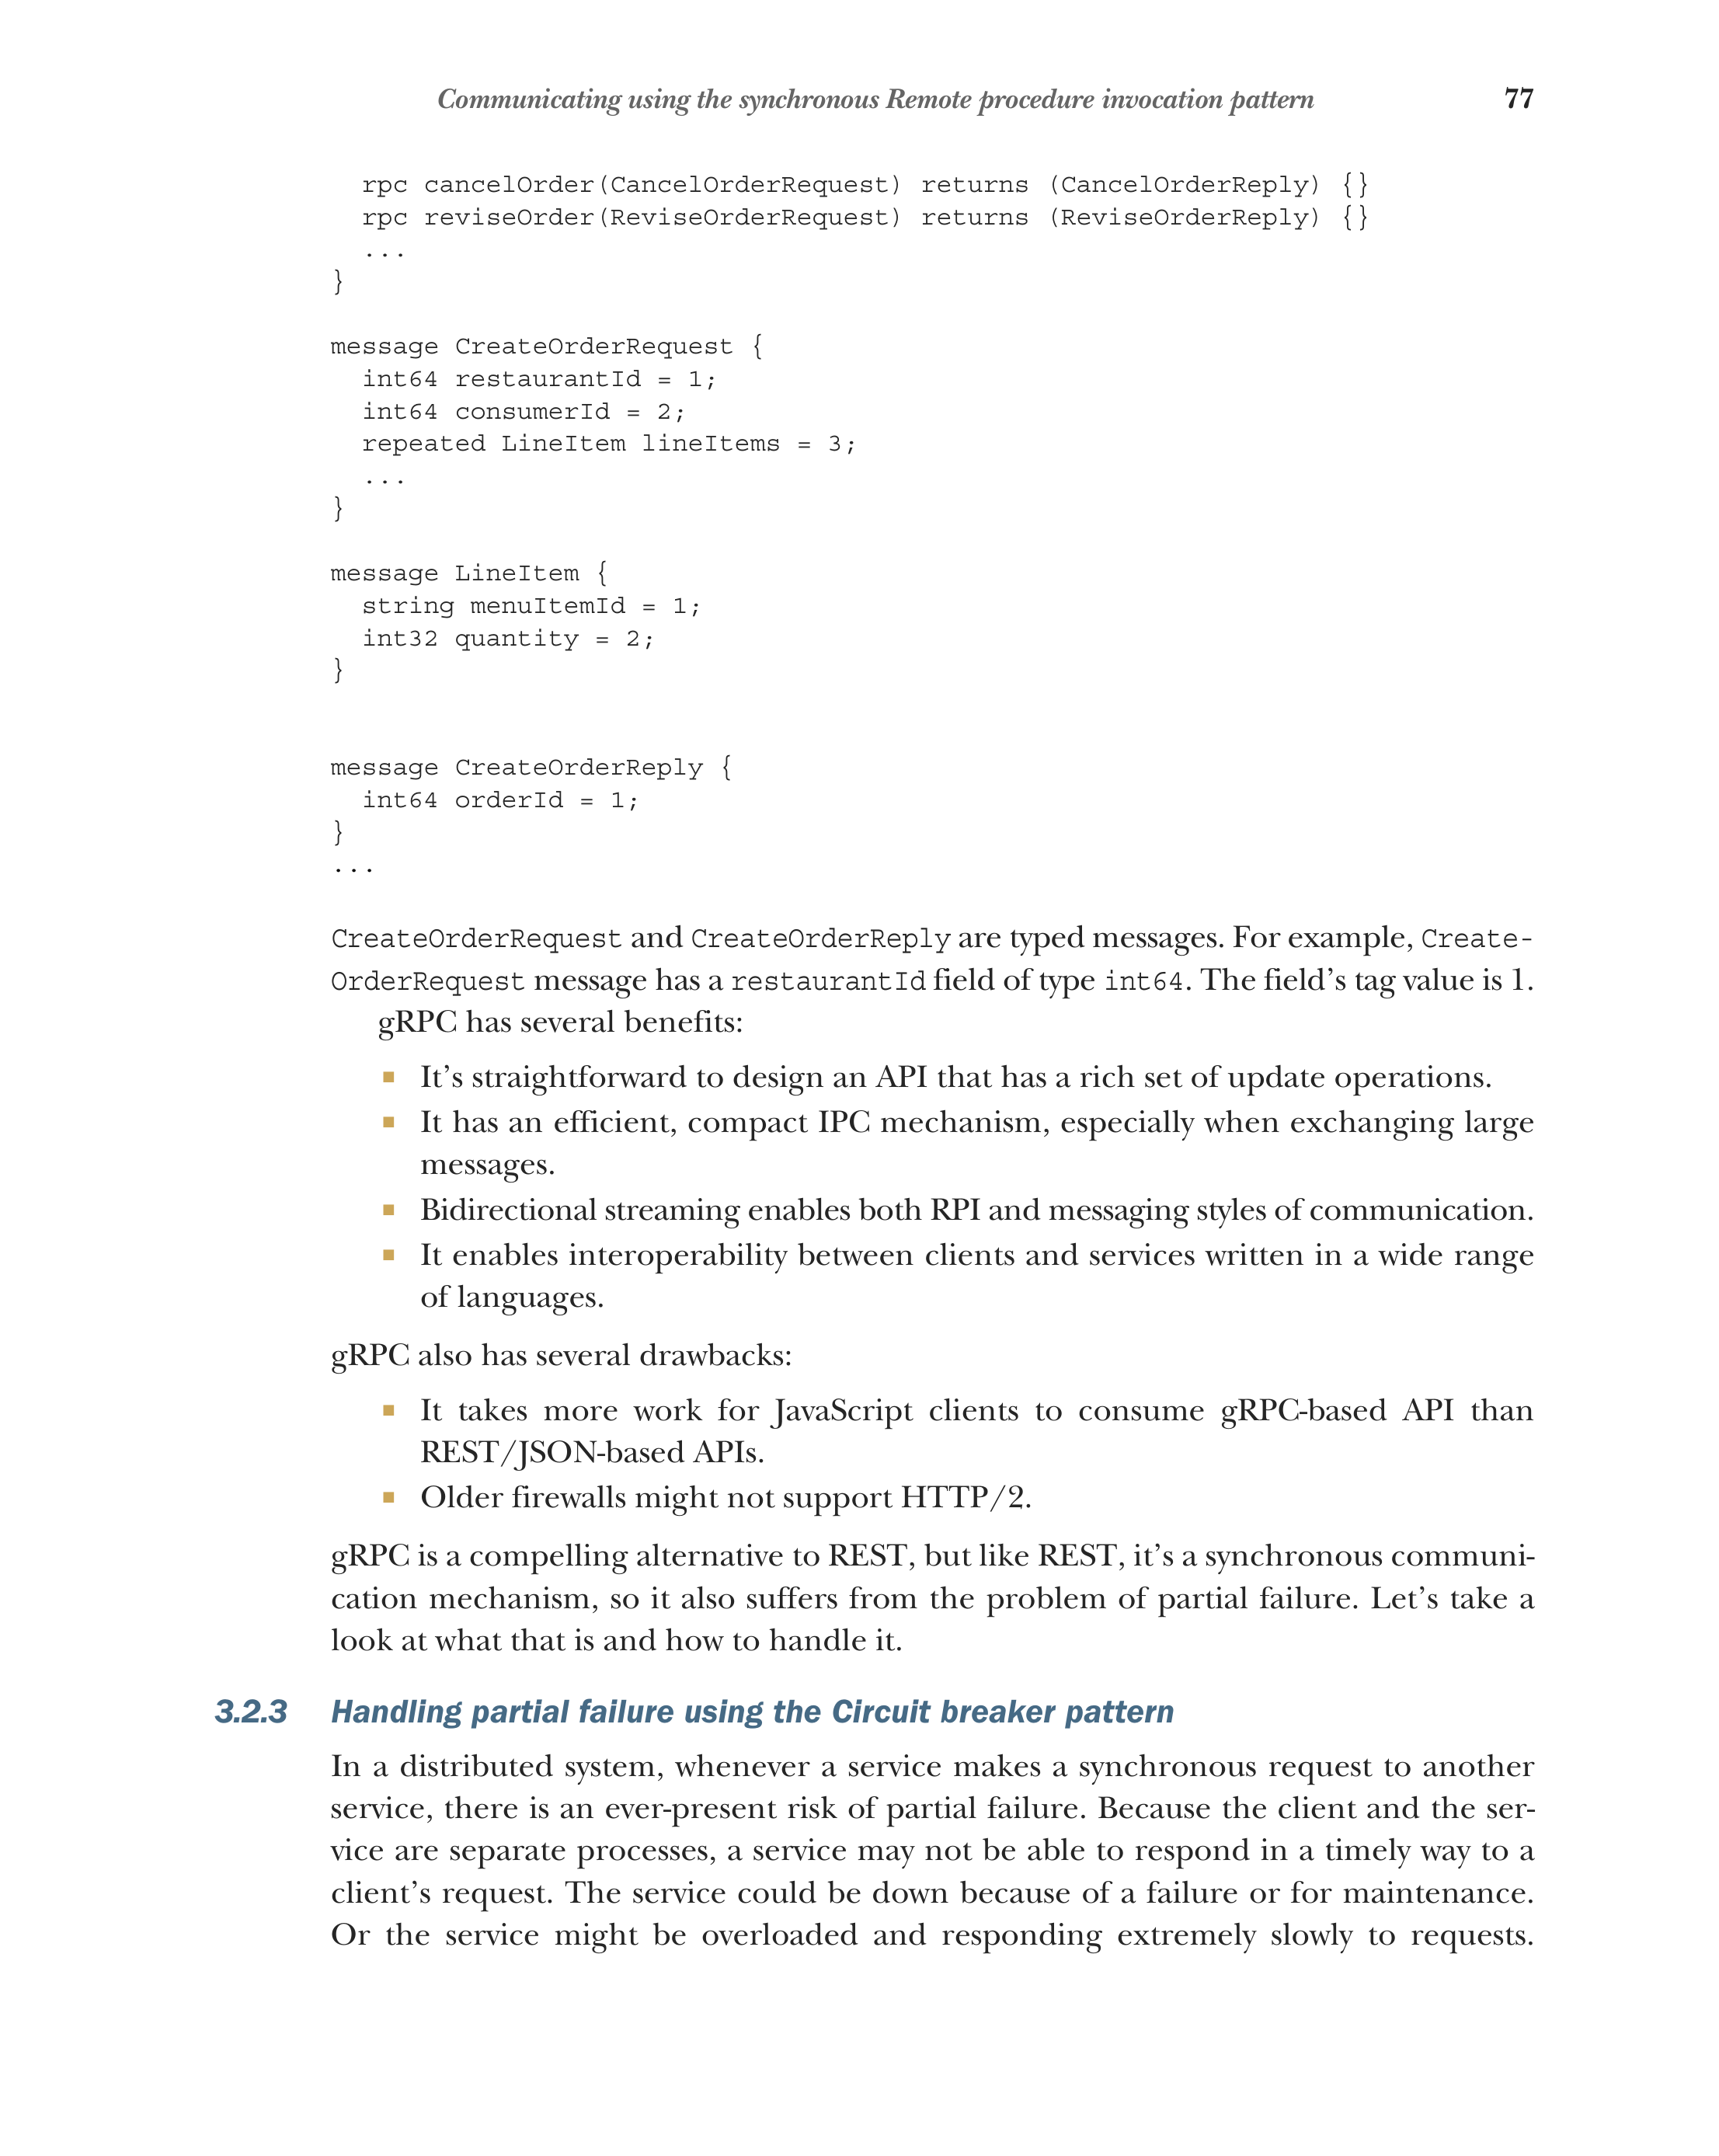 Communicating using the synchronous Remote procedure invocation pattern 77
rpc cancelOrder(CancelOrderRequest) returns (CancelOrderReply) {}
rpc reviseOrder(ReviseOrderRequest) returns (ReviseOrderReply) {}
...
}
message CreateOrderRequest {
int64 restaurantId = 1;
int64 consumerId = 2;
repeated LineItem lineItems = 3;
...
}
message LineItem {
string menuItemId = 1;
int32 quantity = 2;
}
message CreateOrderReply {
int64 orderId = 1;
}
...
CreateOrderRequest and CreateOrderReply are typed messages. For example, Create-
OrderRequest message has a restaurantId field of type int64. The field’s tag value is 1.
gRPC has several benefits:
■ It’s straightforward to design an API that has a rich set of update operations.
■ It has an efficient, compact IPC mechanism, especially when exchanging large
messages.
■ Bidirectional streaming enables both RPI and messaging styles of communication.
■ It enables interoperability between clients and services written in a wide range
of languages.
gRPC also has several drawbacks:
■ It takes more work for JavaScript clients to consume gRPC-based API than
REST/JSON-based APIs.
■ Older firewalls might not support HTTP/2.
gRPC is a compelling alternative to REST, but like REST, it’s a synchronous communi-
cation mechanism, so it also suffers from the problem of partial failure. Let’s take a
look at what that is and how to handle it.
3.2.3 Handling partial failure using the Circuit breaker pattern
In a distributed system, whenever a service makes a synchronous request to another
service, there is an ever-present risk of partial failure. Because the client and the ser-
vice are separate processes, a service may not be able to respond in a timely way to a
client’s request. The service could be down because of a failure or for maintenance.
Or the service might be overloaded and responding extremely slowly to requests.